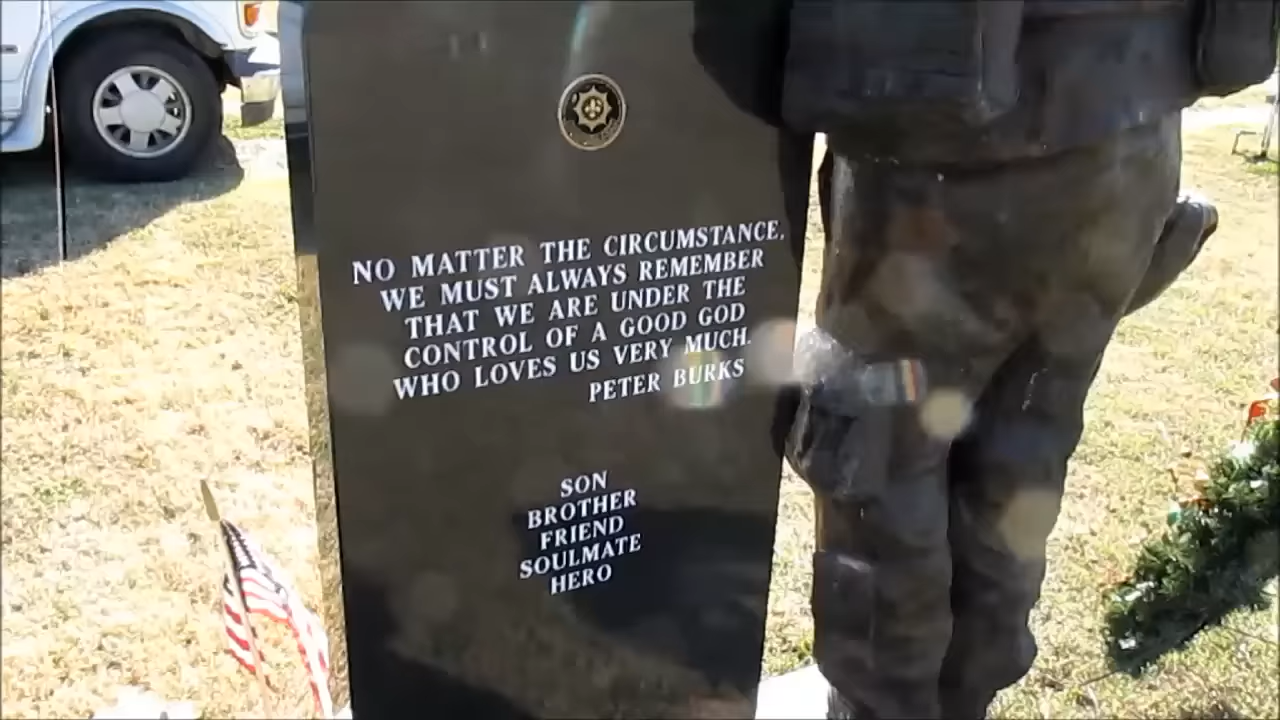 NO MATTER THE CIRCUMSTANCE,
WE MUST ALWAYS REMEMBER
THAT WE ARE UNDER THE
CONTROL OF A GOOD GOD
WHO LOVES US VERY MUCH.
PETER BURKS
SON
BROTHER
FRIEND
SOULMATE
HERO